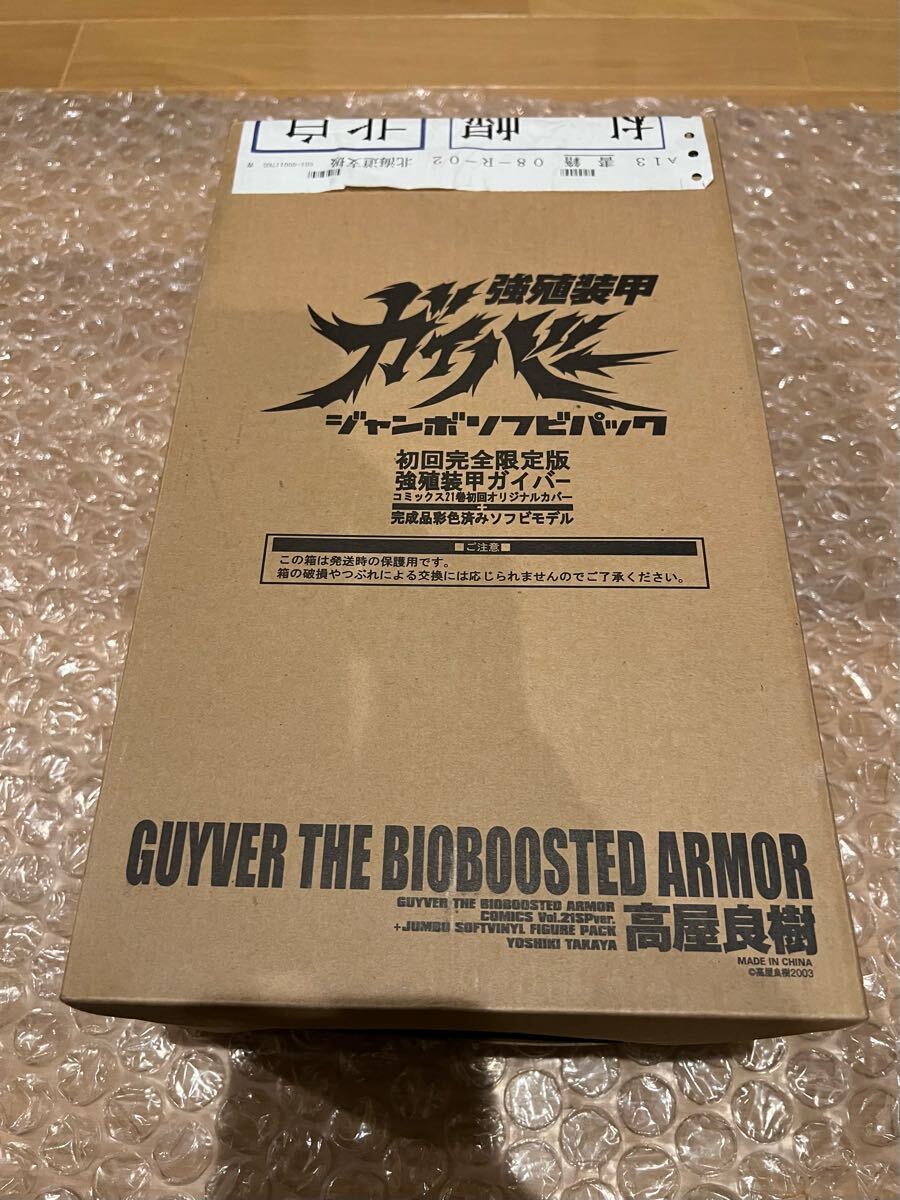 A13 書籍 08-R-02 北海道支援
強殖装甲
ガイバー
ジャンボソフビパック
初回完全限定版
強殖装甲ガイバー
コミックス21巻初回オリジナルカバー
+
完成品彩色済みソフビモデル
■ご注意■
この箱は発送時の保護用です。
箱の破損やつぶれによる交換には応じられませんのでご了承ください。
GUYVER THE BIOBOOSTED ARMOR
GUYVER THE BIOBOOSTED ARMOR
COMICS Vol.21SPver.
+JUMBO SOFTVINYL FIGURE PACK
YOSHIKI TAKAYA
高屋良樹
MADE IN CHINA
©高屋良樹2003